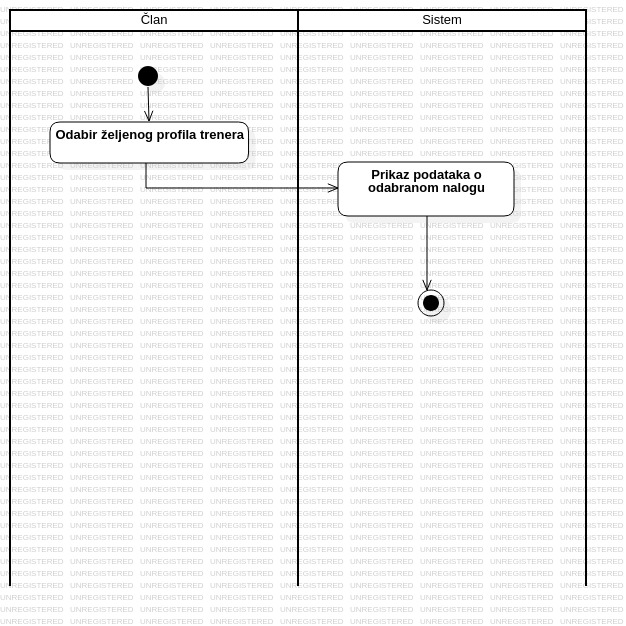 Član
Sistem
Odabir željenog profila trenera
Prikaz podataka o
odabranom nalogu
UNREGISTERED